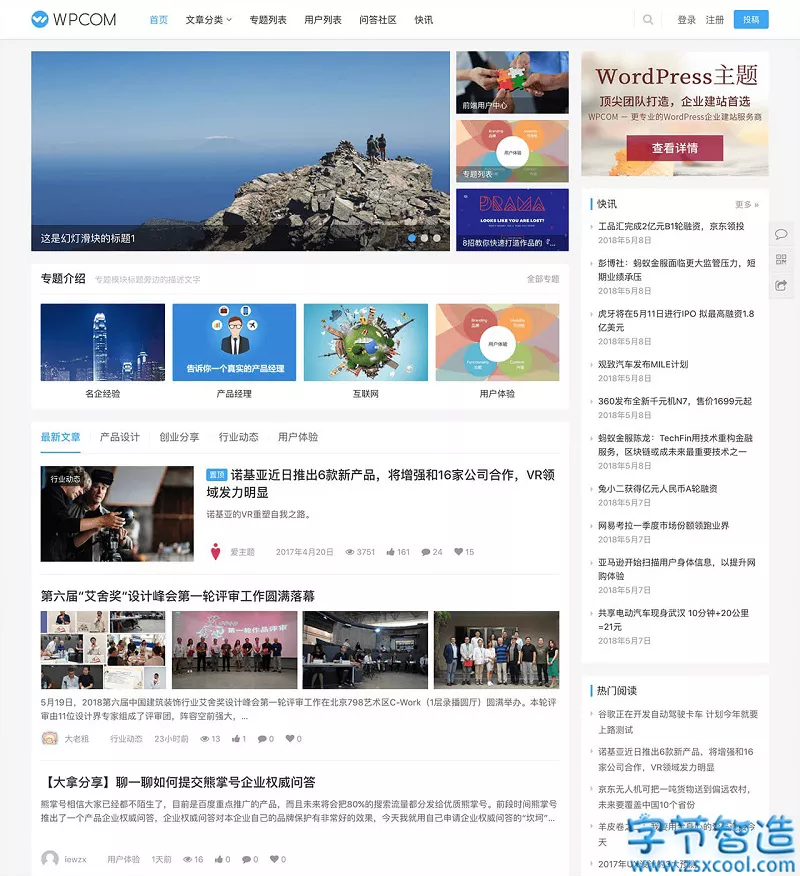 WPCOM
首页 文章分类 专题列表 用户列表 问答社区 快讯 登录 注册 投稿
这是幻灯滑块的标题1
前端用户中心
Branding
品牌
用户体验
专题列表
DRAMA
LOOKS LIKE YOU ARE LOST?
8招教你快速打造作品的『...
WordPress主题
顶尖团队打造，企业建站首选
WPCOM — 更专业的WordPress企业建站服务商
查看详情
专题介绍 专题模块标题旁边的描述文字 全部专题
告诉你一个真实的产品经理
Branding
品牌
用户体验
名企经验 产品经理 互联网 用户体验
最新文章 产品设计 创业分享 行业动态 用户体验
行业动态
置顶 诺基亚近日推出6款新产品，将增强和16家公司合作，VR领
域发力明显
诺基亚的VR重塑自我之路。
爱主题 2017年4月20日 3751 161 24 15
第六届“艾舍奖”设计峰会第一轮评审工作圆满落幕
第一轮作品评审
5月19日，2018第六届中国建筑装饰行业艾舍奖设计峰会第一轮评审工作在北京798艺术区C-Work（1层录播圆厅）圆满举办。本轮评
审由11位设计界专家组成了评审团，阵容空前强大，...
大老粗 行业动态 23小时前 13 1 0 0
【大拿分享】聊一聊如何提交熊掌号企业权威问答
熊掌号相信大家已经都不陌生了，目前是百度重点推广的产品，而且未来将会把80%的搜索流量都分发给优质熊掌号。前段时间熊掌号
推出了一个产品企业权威问答，企业权威问答对本企业自己的品牌保护有非常好的效果，今天我就用自己申请企业权威问答的“坎坷”...
iewzx 用户体验 1天前 16 0 0 0
快讯 更多 »
工品汇完成2亿元B1轮融资，京东领投
2018年5月8日
彭博社：蚂蚁金服面临更大监管压力，短
期业绩承压
2018年5月8日
虎牙将在5月11日进行IPO 拟最高融资1.8
亿美元
2018年5月8日
观致汽车发布MILE计划
2018年5月8日
360发布全新千元机N7，售价1699元起
2018年5月8日
蚂蚁金服陈龙：TechFin用技术重构金融
服务，区块链或成未来最重要技术之一
2018年5月8日
兔小二获得亿元人民币A轮融资
2018年5月7日
网易考拉一季度市场份额领跑业界
2018年5月7日
亚马逊开始扫描用户身体信息，以提升网
购体验
2018年5月7日
共享电动汽车现身武汉 10分钟+20公里
=21元
2018年5月7日
热门阅读
谷歌正在开发自动驾驶卡车 计划今年就要
上路测试
诺基亚近日推出6款新产品，将增强和16
家公司合作，VR领域发力明显
京东无人机可把一吨货物送到偏远农村，
未来要覆盖中国10个省份
羊皮卷之
天
2017年
字节智造
www.zsxcool.com